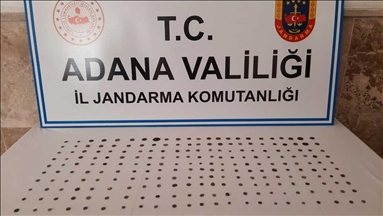 T.C.
ADANA VALİLİĞİ
İL JANDARMA KOMUTANLIĞI